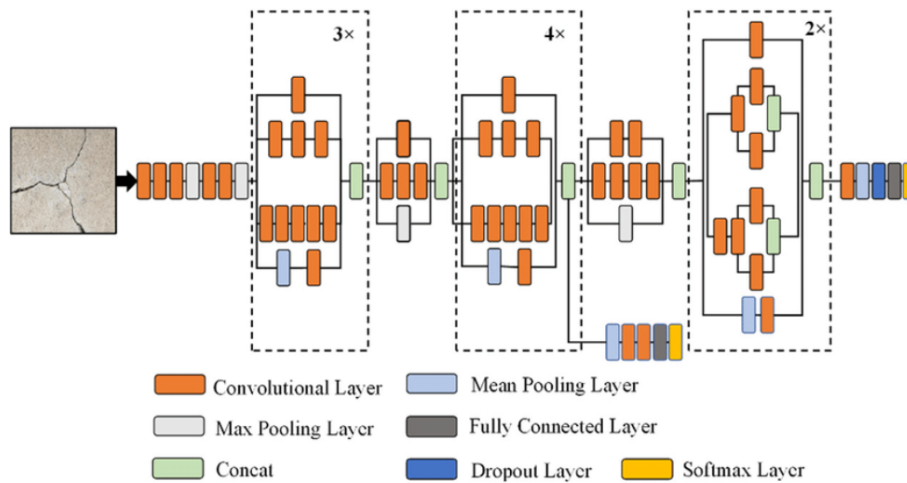 3×
4×
2×
Convolutional Layer
Mean Pooling Layer
Max Pooling Layer
Fully Connected Layer
Concat
Dropout Layer
Softmax Layer